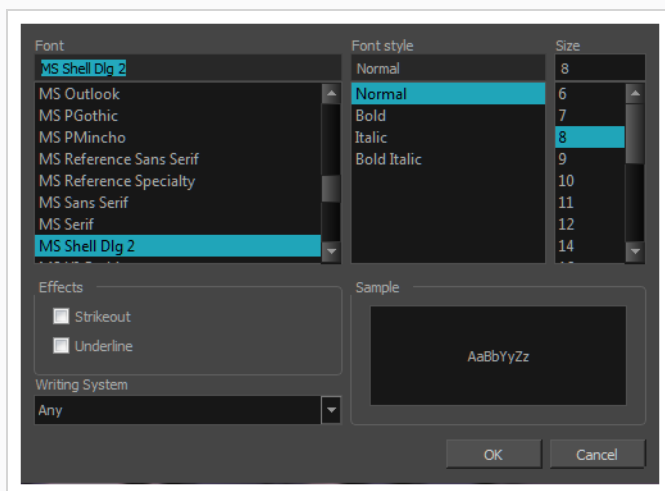 Font
MS Shell Dlg 2
MS Outlook
MS PGothic
MS PMincho
MS Reference Sans Serif
MS Reference Specialty
MS Sans Serif
MS Serif
MS Shell Dlg 2
Font style
Normal
Normal
Bold
Italic
Bold Italic
Size
8
6
7
8
9
10
11
12
14
Effects
Strikeout
Underline
Sample
AaBbYyZz
Writing System
Any
OK
Cancel